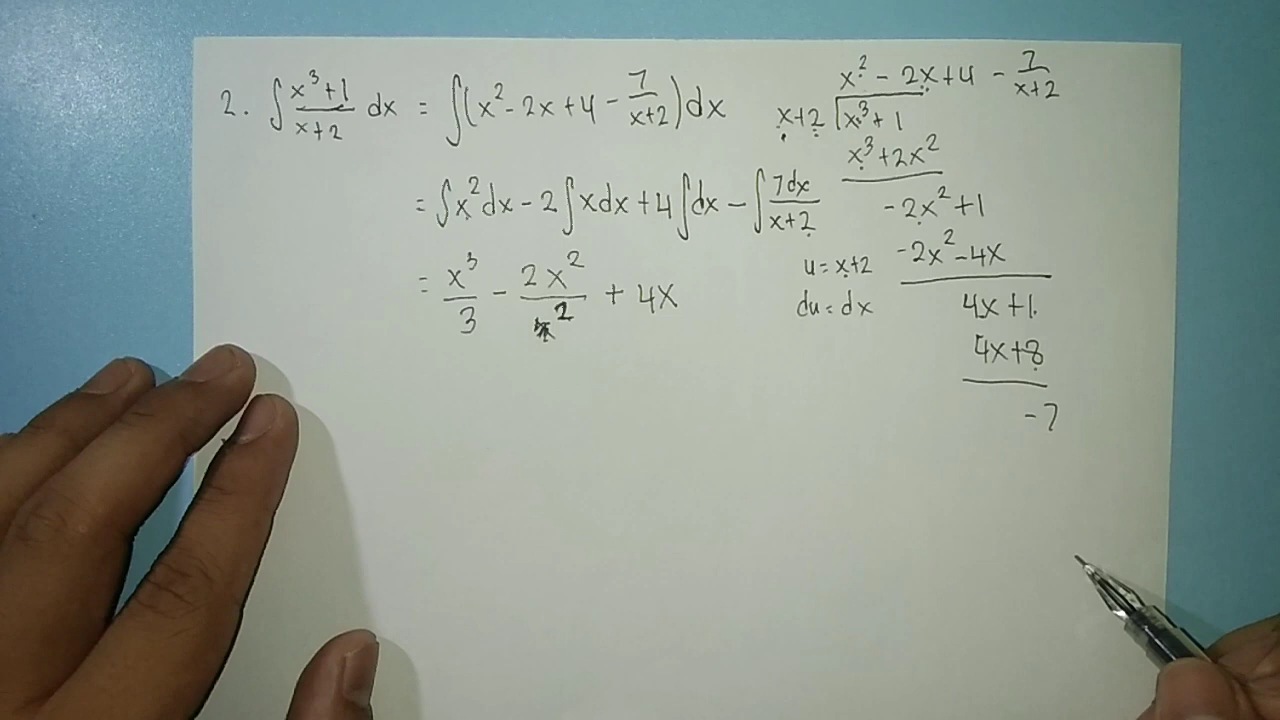 2. ∫ (x³+1)/(x+2) dx = ∫(x² - 2x + 4 - 7/(x+2))dx
= ∫x²dx - 2∫xdx + 4∫dx - ∫7dx/(x+2)
= x³/3 - 2x²/2 + 4x
x² - 2x + 4 - 7/(x+2)
x+2 √x³+1
x³+2x²
-2x²+1
-2x²-4x
4x+1
4x+8
-7
u = x+2
du = dx